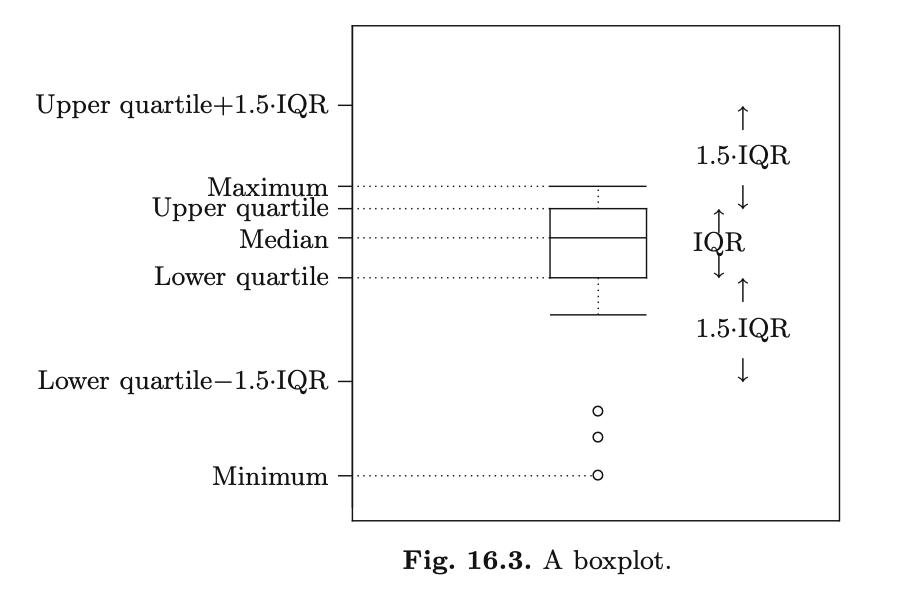 Upper quartile+1.5·IQR
1.5·IQR
Maximum
Upper quartile
Median
IQR
Lower quartile
1.5·IQR
Lower quartile−1.5·IQR
Minimum
Fig. 16.3. A boxplot.